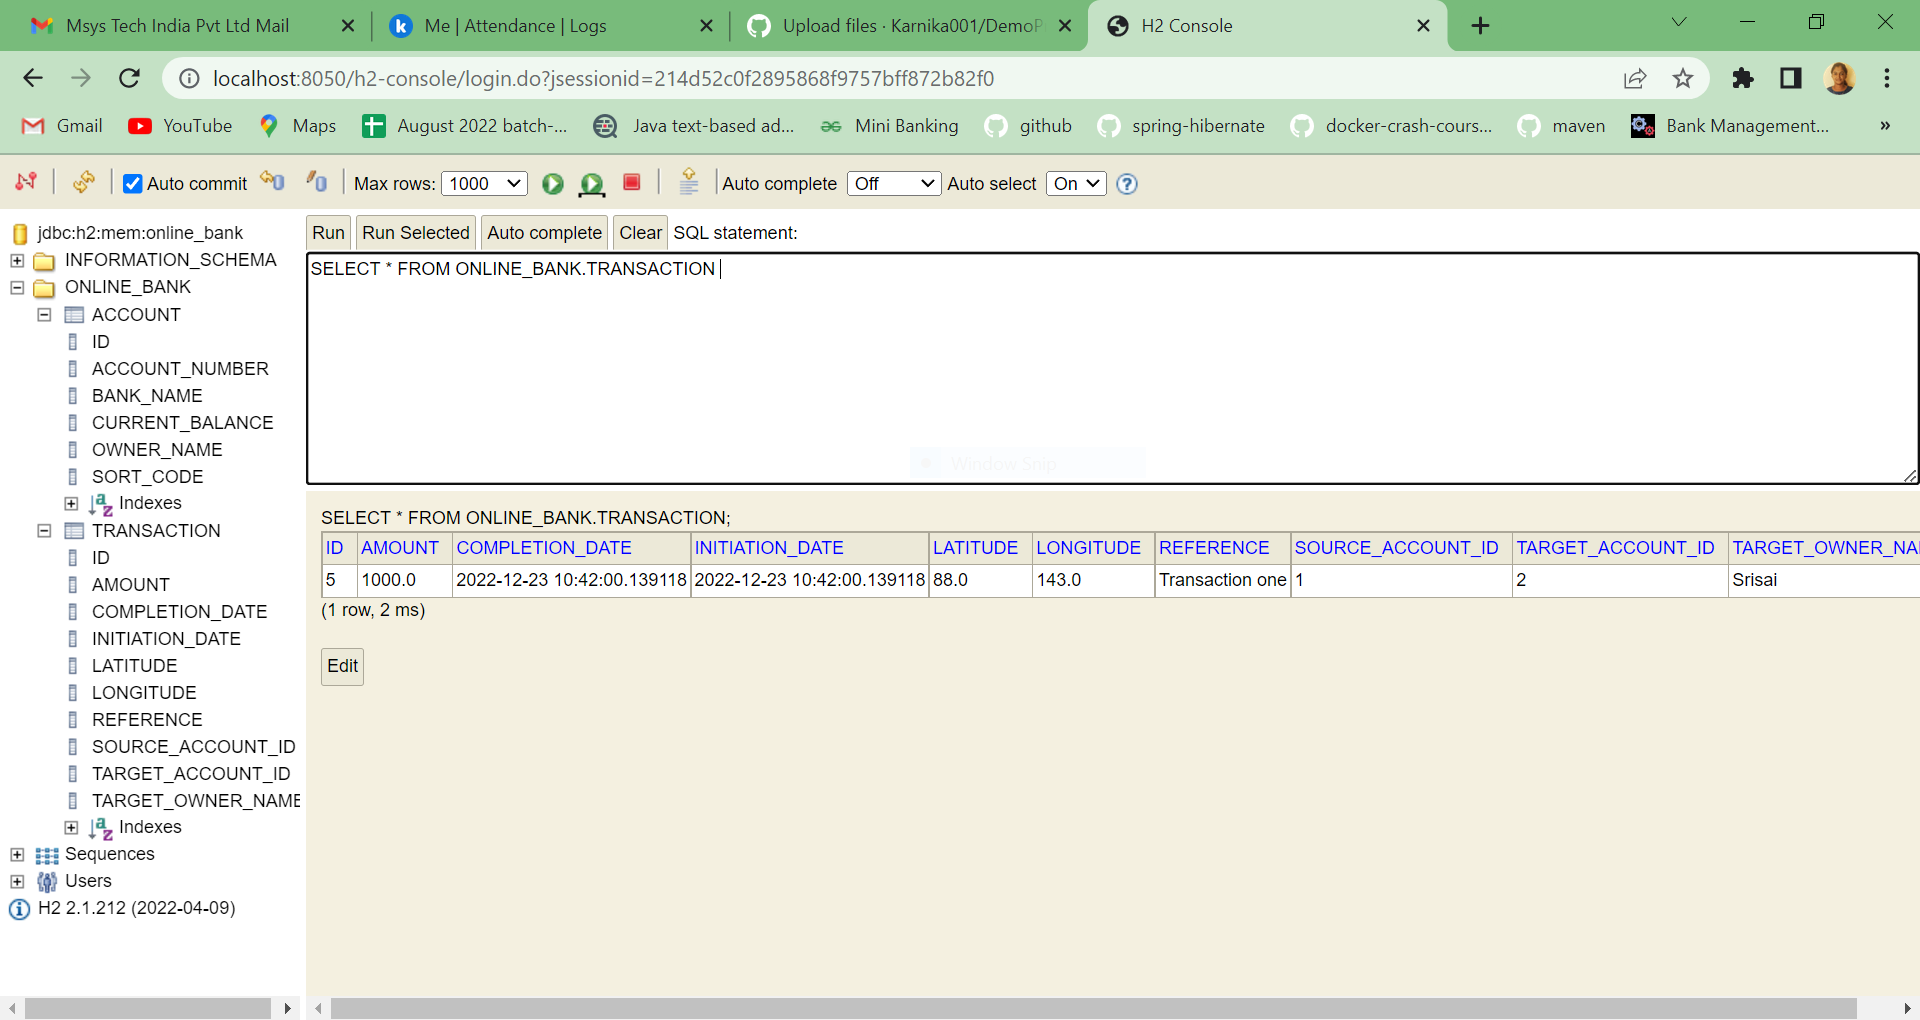 Msys Tech India Pvt Ltd Mail
Me | Attendance | Logs
Upload files · Karnika001/DemoP
H2 Console
localhost:8050/h2-console/login.do?jsessionid=214d52c0f2895868f9757bff872b82f0
Gmail YouTube Maps August 2022 batch-... Java text-based ad... Mini Banking github spring-hibernate docker-crash-cours... maven Bank Management... »
Auto commit Max rows: 1000 Auto complete Off Auto select On
jdbc:h2:mem:online_bank
INFORMATION_SCHEMA
ONLINE_BANK
ACCOUNT
ID
ACCOUNT_NUMBER
BANK_NAME
CURRENT_BALANCE
OWNER_NAME
SORT_CODE
Indexes
TRANSACTION
ID
AMOUNT
COMPLETION_DATE
INITIATION_DATE
LATITUDE
LONGITUDE
REFERENCE
SOURCE_ACCOUNT_ID
TARGET_ACCOUNT_ID
TARGET_OWNER_NAME
Indexes
Sequences
Users
H2 2.1.212 (2022-04-09)
Run Run Selected Auto complete Clear SQL statement:
SELECT * FROM ONLINE_BANK.TRANSACTION
Window Snip
SELECT * FROM ONLINE_BANK.TRANSACTION;
ID AMOUNT COMPLETION_DATE INITIATION_DATE LATITUDE LONGITUDE REFERENCE SOURCE_ACCOUNT_ID TARGET_ACCOUNT_ID TARGET_OWNER_NA
5 1000.0 2022-12-23 10:42:00.139118 2022-12-23 10:42:00.139118 88.0 143.0 Transaction one 1 2 Srisai
(1 row, 2 ms)
Edit